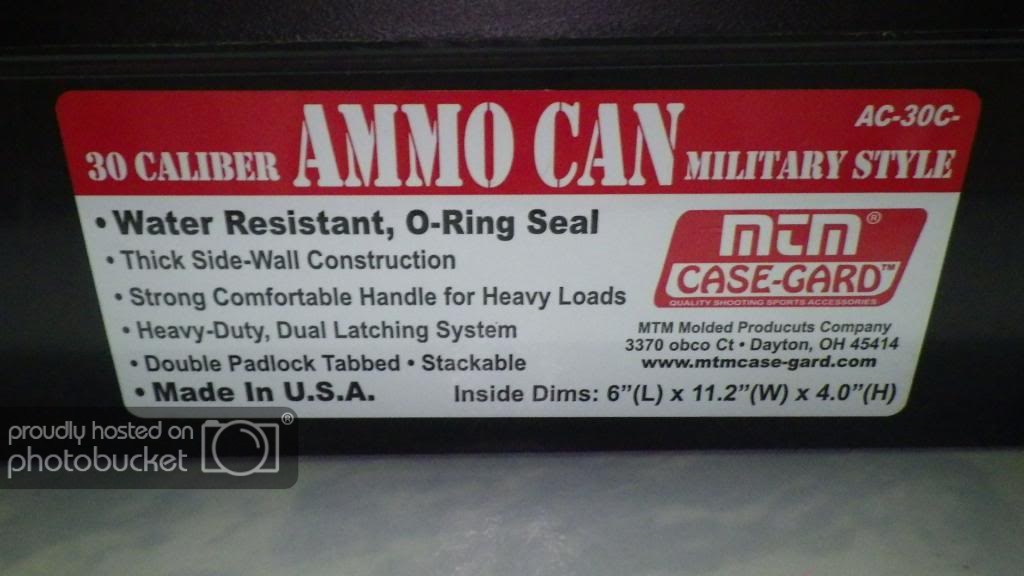 AC-30C-
30 CALIBER AMMO CAN MILITARY STYLE
• Water Resistant, O-Ring Seal
• Thick Side-Wall Construction
• Strong Comfortable Handle for Heavy Loads
• Heavy-Duty, Dual Latching System
• Double Padlock Tabbed • Stackable
• Made In U.S.A.
mtm®
CASE-GARD™
QUALITY SHOOTING SPORTS ACCESSORIES
MTM Molded Producuts Company
3370 obco Ct • Dayton, OH 45414
www.mtmcase-gard.com
Inside Dims: 6”(L) x 11.2”(W) x 4.0”(H)
proudly hosted on
photobucket ®